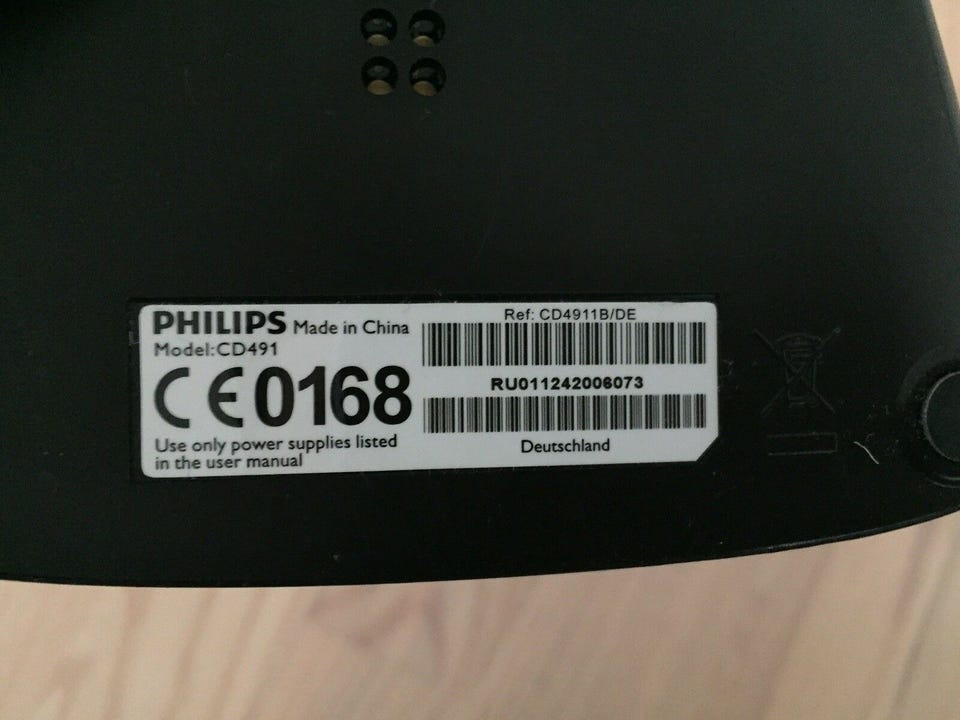 PHILIPS Made in China
Model:CD491
CE0168
Use only power supplies listed
in the user manual
Ref: CD4911B/DE
RU011242006073
Deutschland